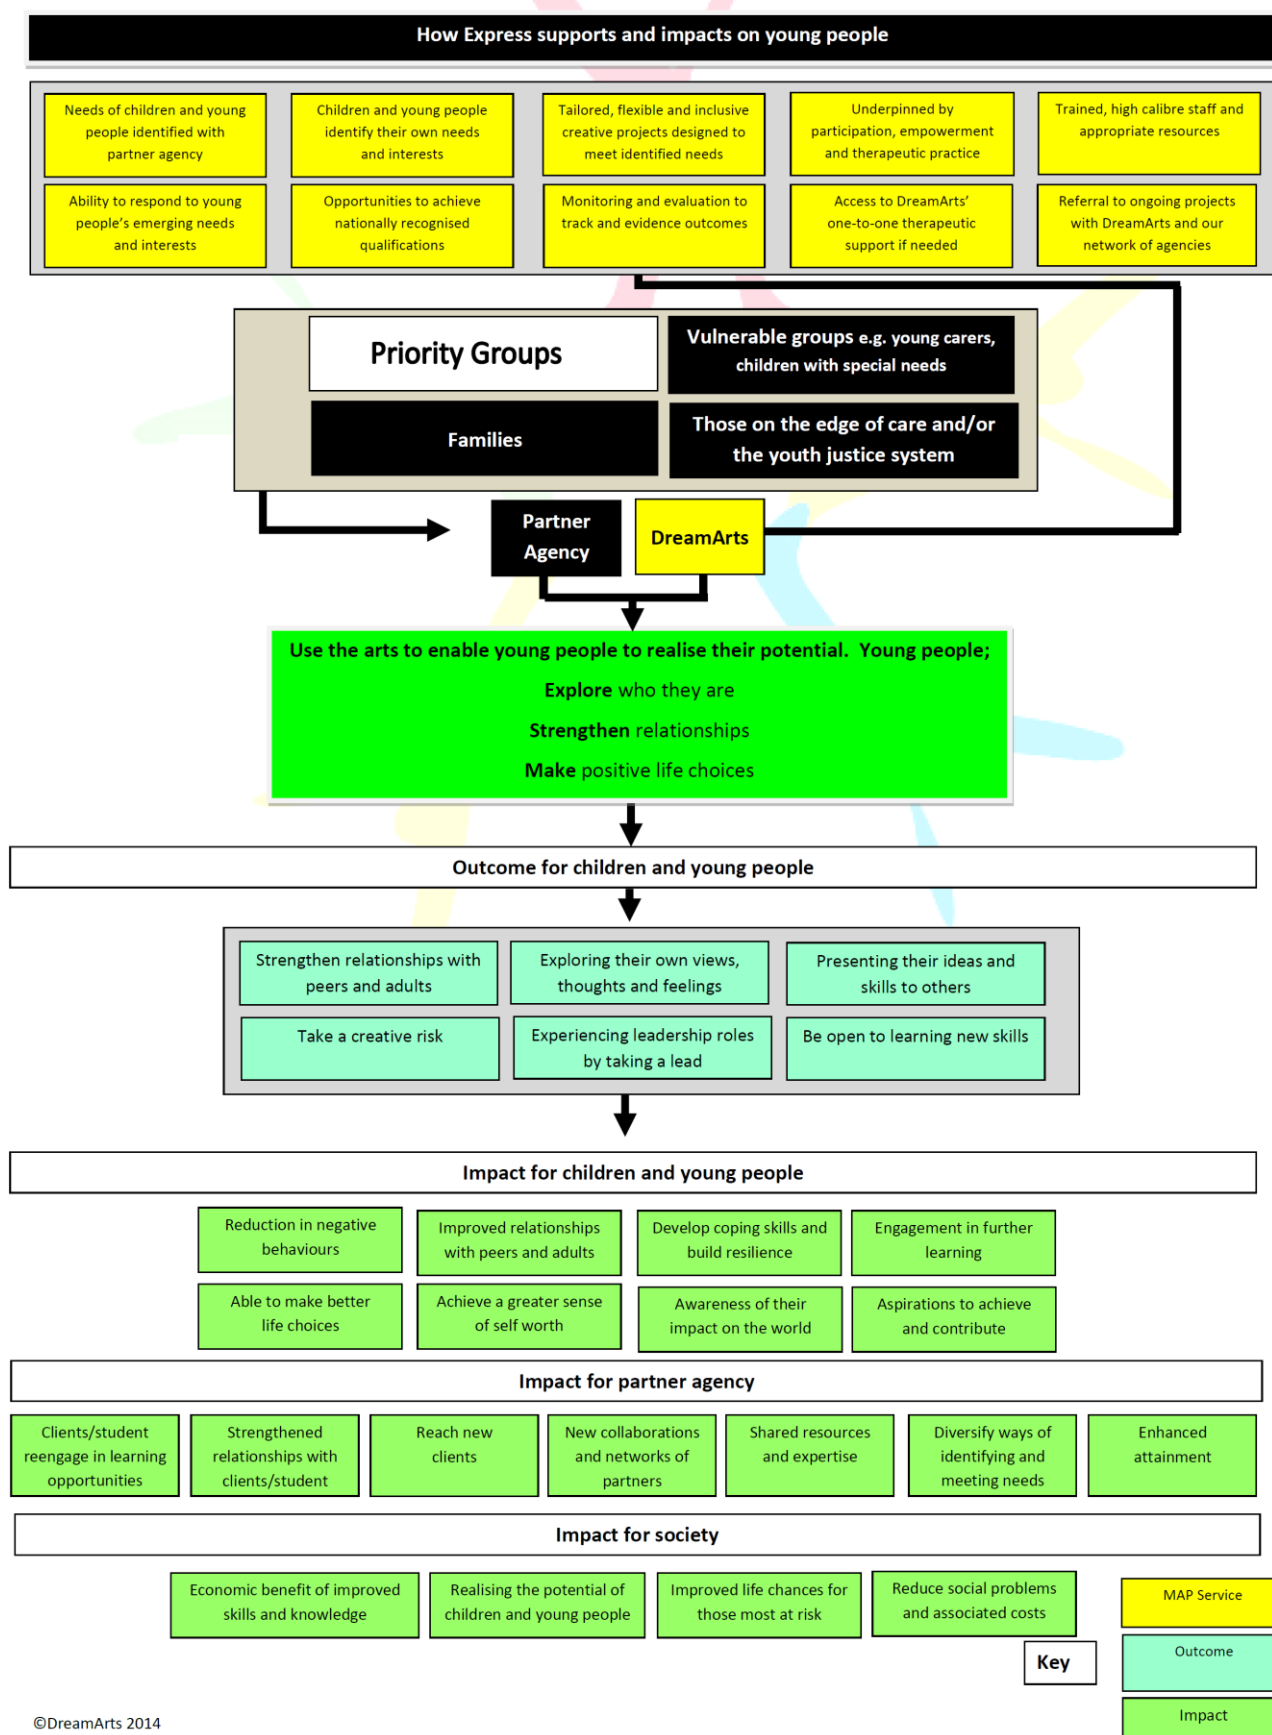 How Express supports and impacts on young people
Needs of children and young
people identified with
partner agency
Children and young people
identify their own needs
and interests
Tailored, flexible and inclusive
creative projects designed to
meet identified needs
Underpinned by
participation, empowerment
and therapeutic practice
Trained, high calibre staff and
appropriate resources
Ability to respond to young
people's emerging needs
and interests
Opportunities to achieve
nationally recognised
qualifications
Monitoring and evaluation to
track and evidence outcomes
Access to DreamArts'
one-to-one therapeutic
support if needed
Referral to ongoing projects
with DreamArts and our
network of agencies
Priority Groups
Vulnerable groups e.g. young carers,
children with special needs
Families
Those on the edge of care and/or
the youth justice system
Partner
Agency
DreamArts
Use the arts to enable young people to realise their potential.  Young people;
Explore who they are
Strengthen relationships
Make positive life choices
Outcome for children and young people
Strengthen relationships with
peers and adults
Exploring their own views,
thoughts and feelings
Presenting their ideas and
skills to others
Take a creative risk
Experiencing leadership roles
by taking a lead
Be open to learning new skills
Impact for children and young people
Reduction in negative
behaviours
Improved relationships
with peers and adults
Develop coping skills and
build resilience
Engagement in further
learning
Able to make better
life choices
Achieve a greater sense
of self worth
Awareness of their
impact on the world
Aspirations to achieve
and contribute
Impact for partner agency
Clients/student
reengage in learning
opportunities
Strengthened
relationships with
clients/student
Reach new
clients
New collaborations
and networks of
partners
Shared resources
and expertise
Diversify ways of
identifying and
meeting needs
Enhanced
attainment
Impact for society
Economic benefit of improved
skills and knowledge
Realising the potential of
children and young people
Improved life chances for
those most at risk
Reduce social problems
and associated costs
Key
MAP Service
Outcome
Impact
©DreamArts 2014